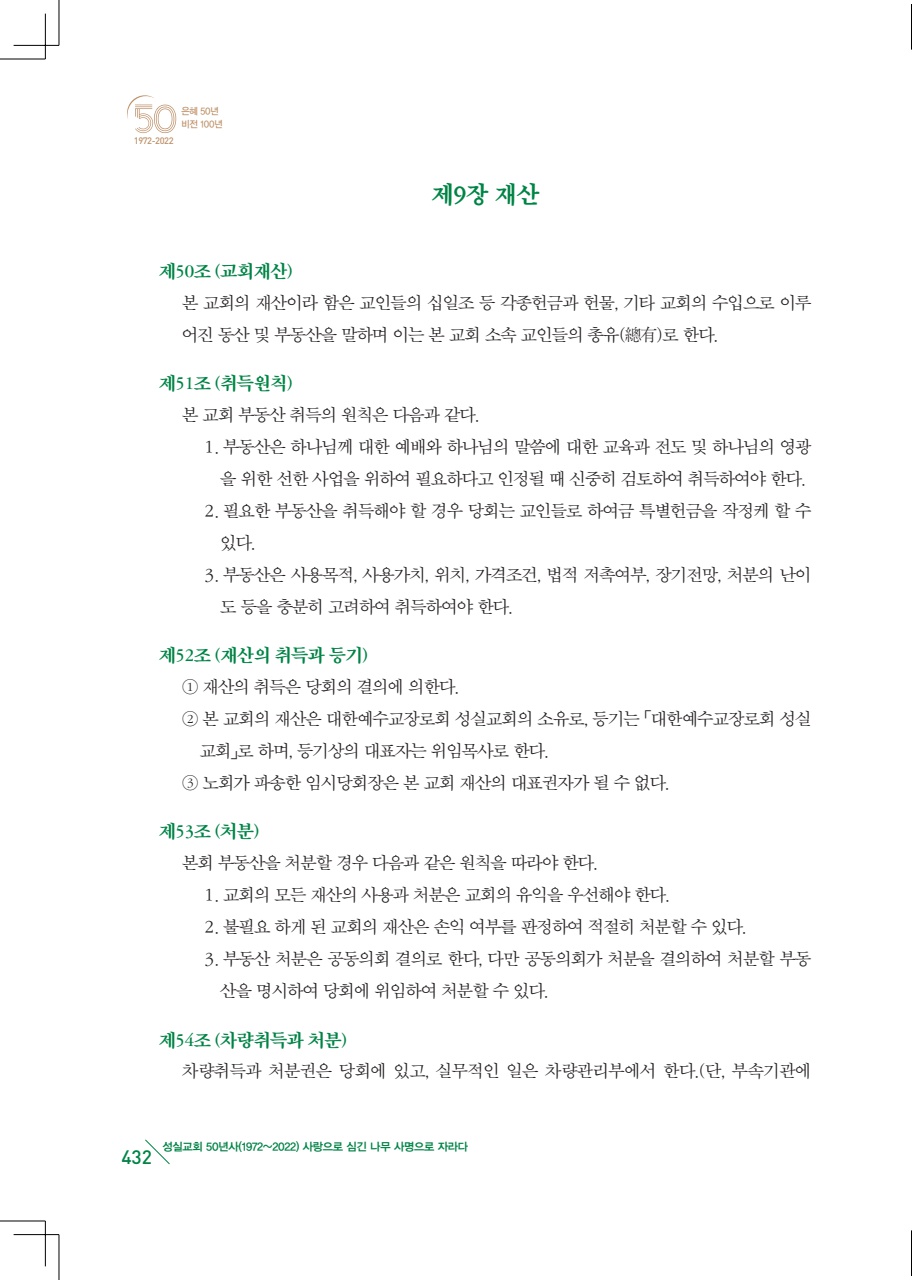 50 은혜 50년
비전 100년
1972-2022
제9장 재산
제50조 (교회재산)
본 교회의 재산이라 함은 교인들의 십일조 등 각종헌금과 헌물, 기타 교회의 수입으로 이루
어진 동산 및 부동산을 말하며 이는 본 교회 소속 교인들의 총유(總有)로 한다.
제51조 (취득원칙)
본 교회 부동산 취득의 원칙은 다음과 같다.
1. 부동산은 하나님께 대한 예배와 하나님의 말씀에 대한 교육과 전도 및 하나님의 영광
을 위한 선한 사업을 위하여 필요하다고 인정될 때 신중히 검토하여 취득하여야 한다.
2. 필요한 부동산을 취득해야 할 경우 당회는 교인들로 하여금 특별헌금을 작정케 할 수
있다.
3. 부동산은 사용목적, 사용가치, 위치, 가격조건, 법적 저촉여부, 장기전망, 처분의 난이
도 등을 충분히 고려하여 취득하여야 한다.
제52조 (재산의 취득과 등기)
① 재산의 취득은 당회의 결의에 의한다.
② 본 교회의 재산은 대한예수교장로회 성실교회의 소유로, 등기는 「대한예수교장로회 성실
교회」로 하며, 등기상의 대표자는 위임목사로 한다.
③ 노회가 파송한 임시당회장은 본 교회 재산의 대표권자가 될 수 없다.
제53조 (처분)
본회 부동산을 처분할 경우 다음과 같은 원칙을 따라야 한다.
1. 교회의 모든 재산의 사용과 처분은 교회의 유익을 우선해야 한다.
2. 불필요 하게 된 교회의 재산은 손익 여부를 판정하여 적절히 처분할 수 있다.
3. 부동산 처분은 공동의회 결의로 한다, 다만 공동의회가 처분을 결의하여 처분할 부동
산을 명시하여 당회에 위임하여 처분할 수 있다.
제54조 (차량취득과 처분)
차량취득과 처분권은 당회에 있고, 실무적인 일은 차량관리부에서 한다.(단, 부속기관에
432 성실교회 50년사(1972~2022) 사랑으로 심긴 나무 사명으로 자라다